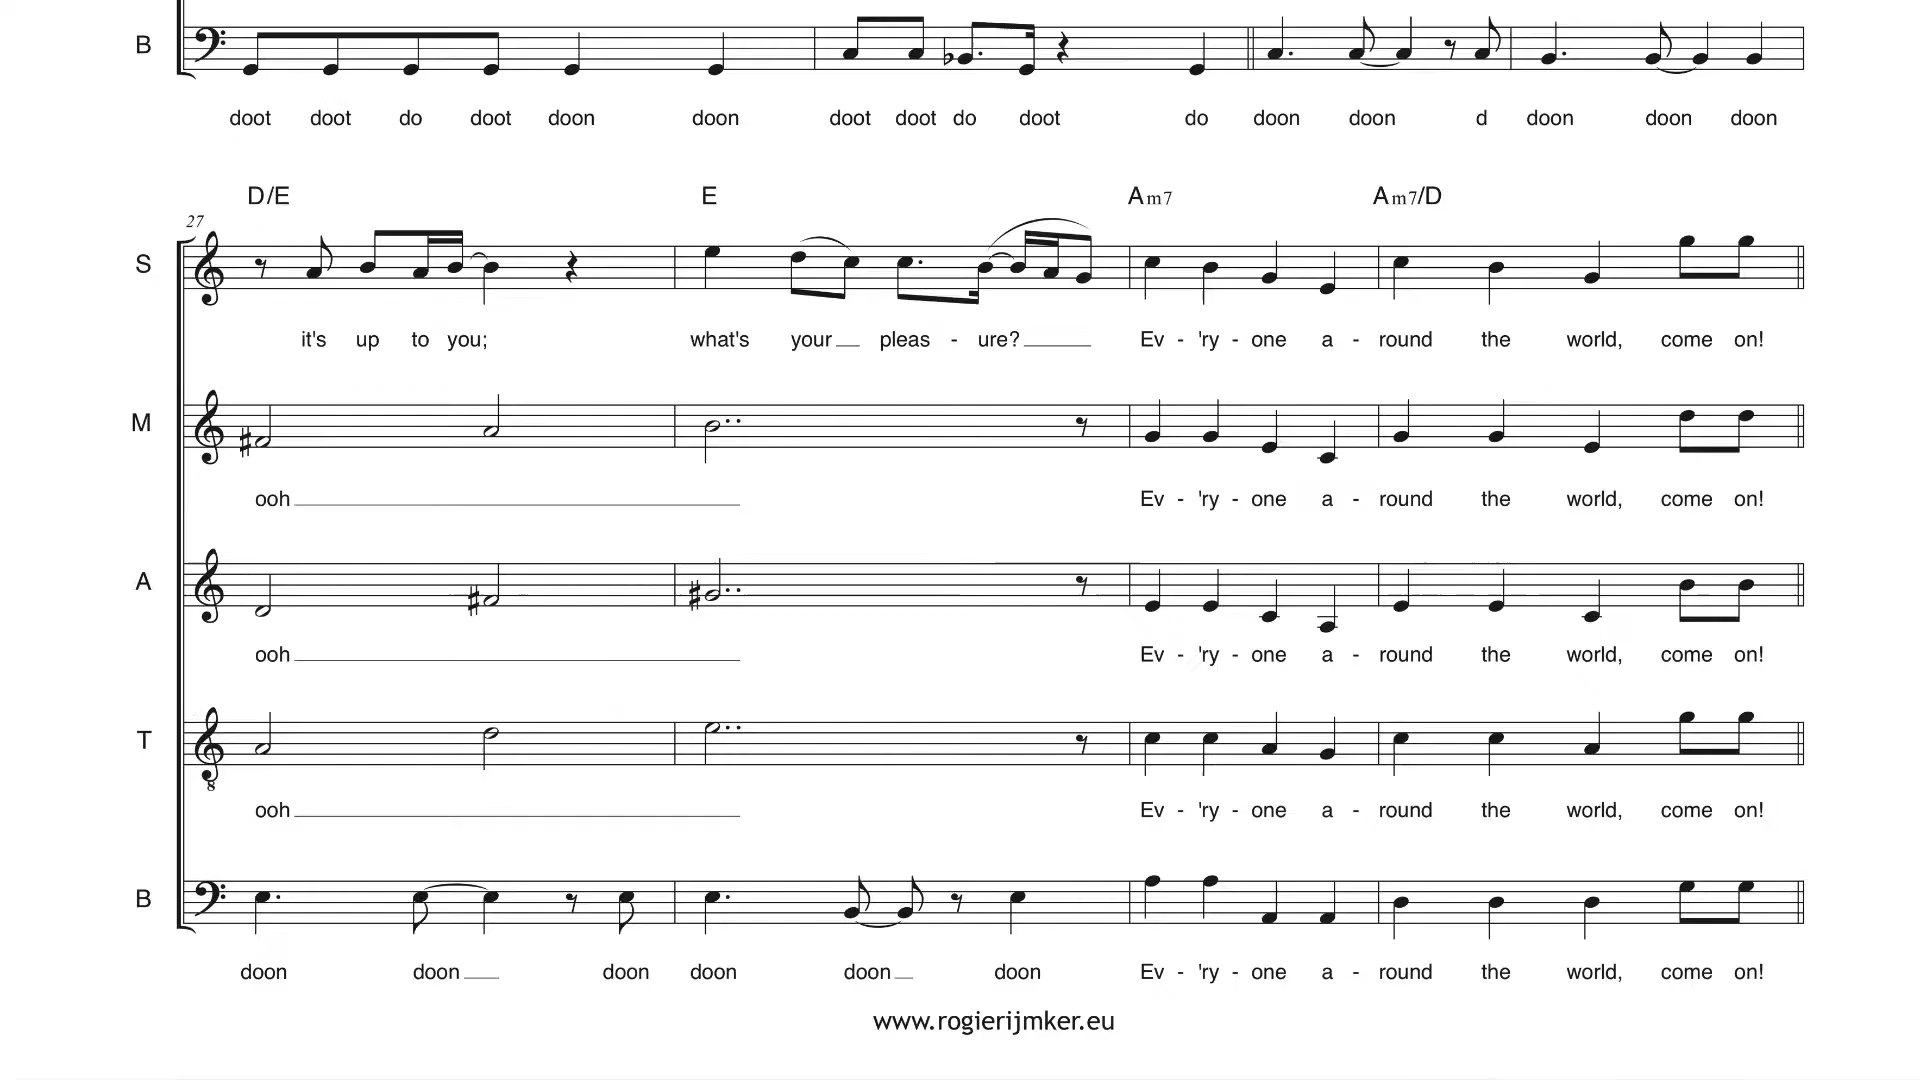 B
doot doot do doot doon doon doot doot do doot do doon doon d doon doon doon
D/E E Am7 Am7/D
27
S
it's up to you; what's your pleas - ure? Ev - 'ry - one a - round the world, come on!
M
ooh Ev - 'ry - one a - round the world, come on!
A
ooh Ev - 'ry - one a - round the world, come on!
T
8
ooh Ev - 'ry - one a - round the world, come on!
B
doon doon doon doon doon doon Ev - 'ry - one a - round the world, come on!
www.rogierijmker.eu